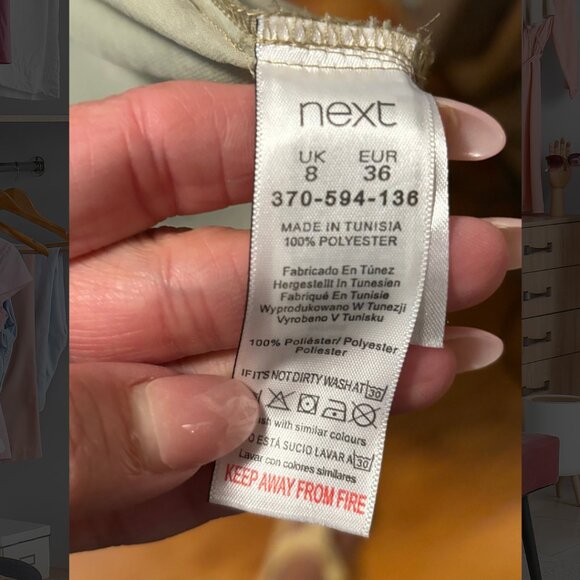 next
UK EUR
8 36
370-594-136
MADE IN TUNISIA
100% POLYESTER
Fabricado En Túnez
Hergestellt In Tunesien
Fabriqué En Tunisie
Wyprodukowano W Tunezji
Vyrobeno V Tunisku
100% Poliéster/ Polyester
Poliester
IF IT'S NOT DIRTY WASH AT 30
with similar colours
ESTÁ SUCIO LAVAR A 30
Lavar con colores similares
KEEP AWAY FROM FIRE